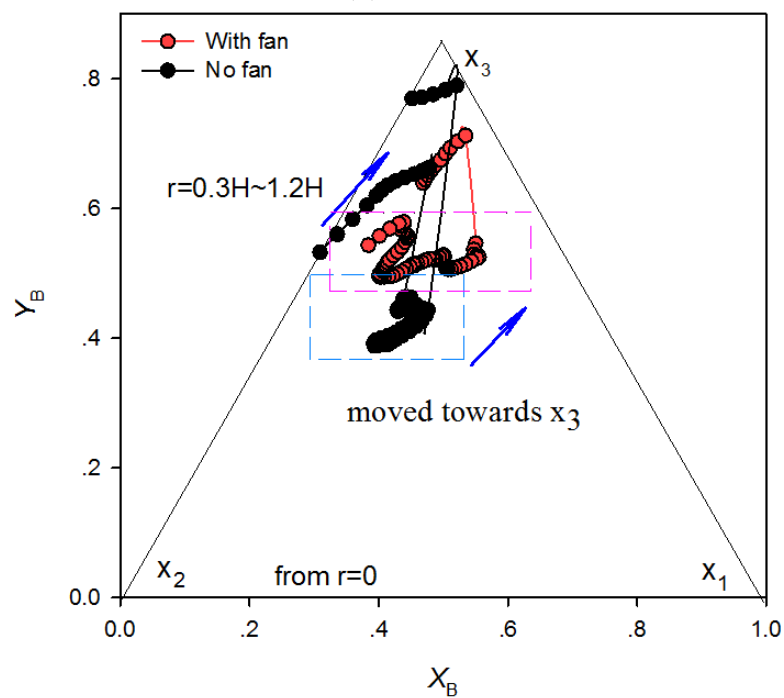 With fan
No fan
x3
r=0.3H~1.2H
moved towards x3
x2
from r=0
x1
YB
.8
.6
.4
.2
0.0
0.0
.2
.4
.6
.8
1.0
XB